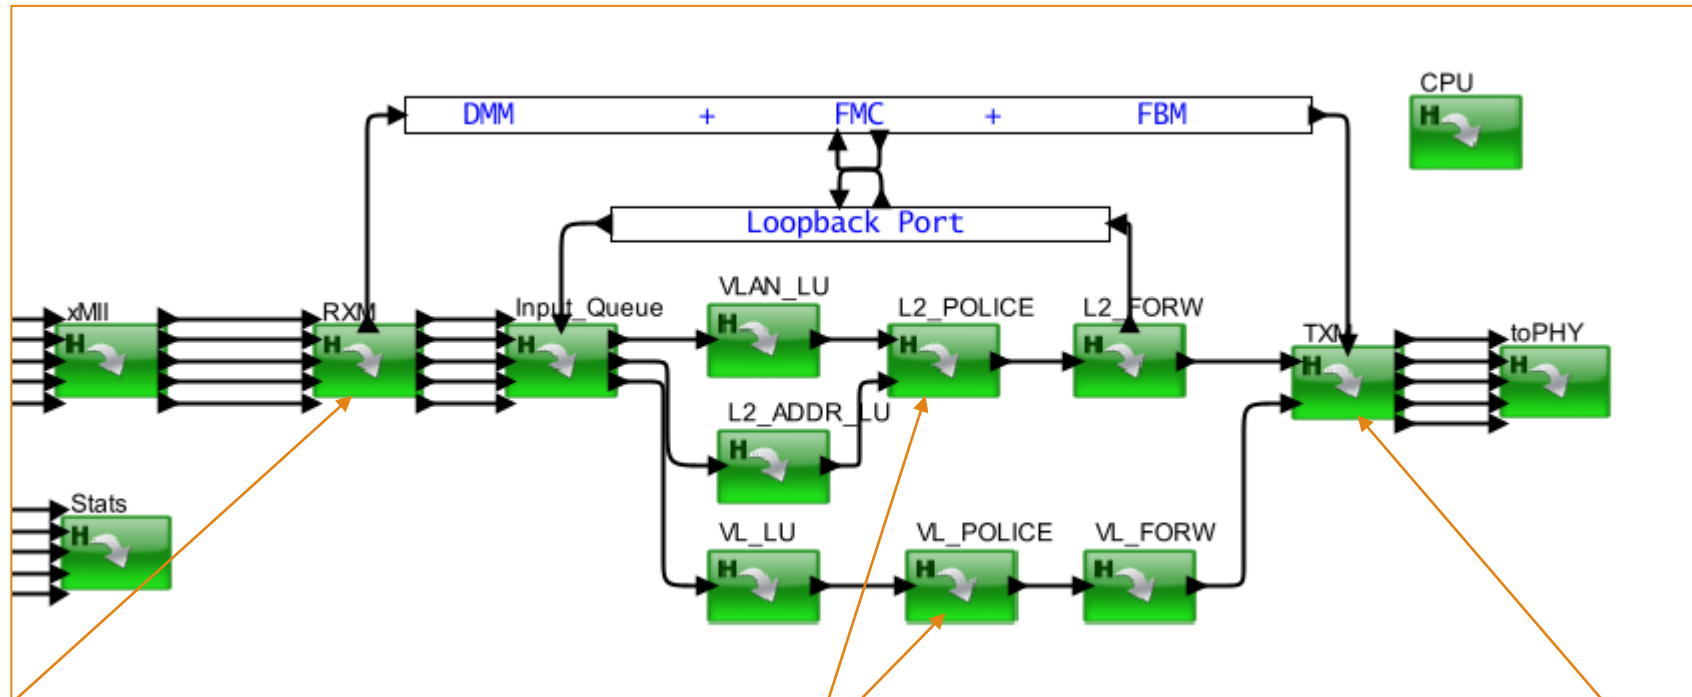 CPU
DMM + FMC + FBM
Loopback Port
VLAN_LU
xMII
RXM
Input_Queue
L2_POLICE
L2_FORW
TXM
toPHY
H
H
H
H
H
H
H
H
H
L2_ADDR_LU
H
Stats
H
VL_LU
VL_POLICE
VL_FORW
H
H
H